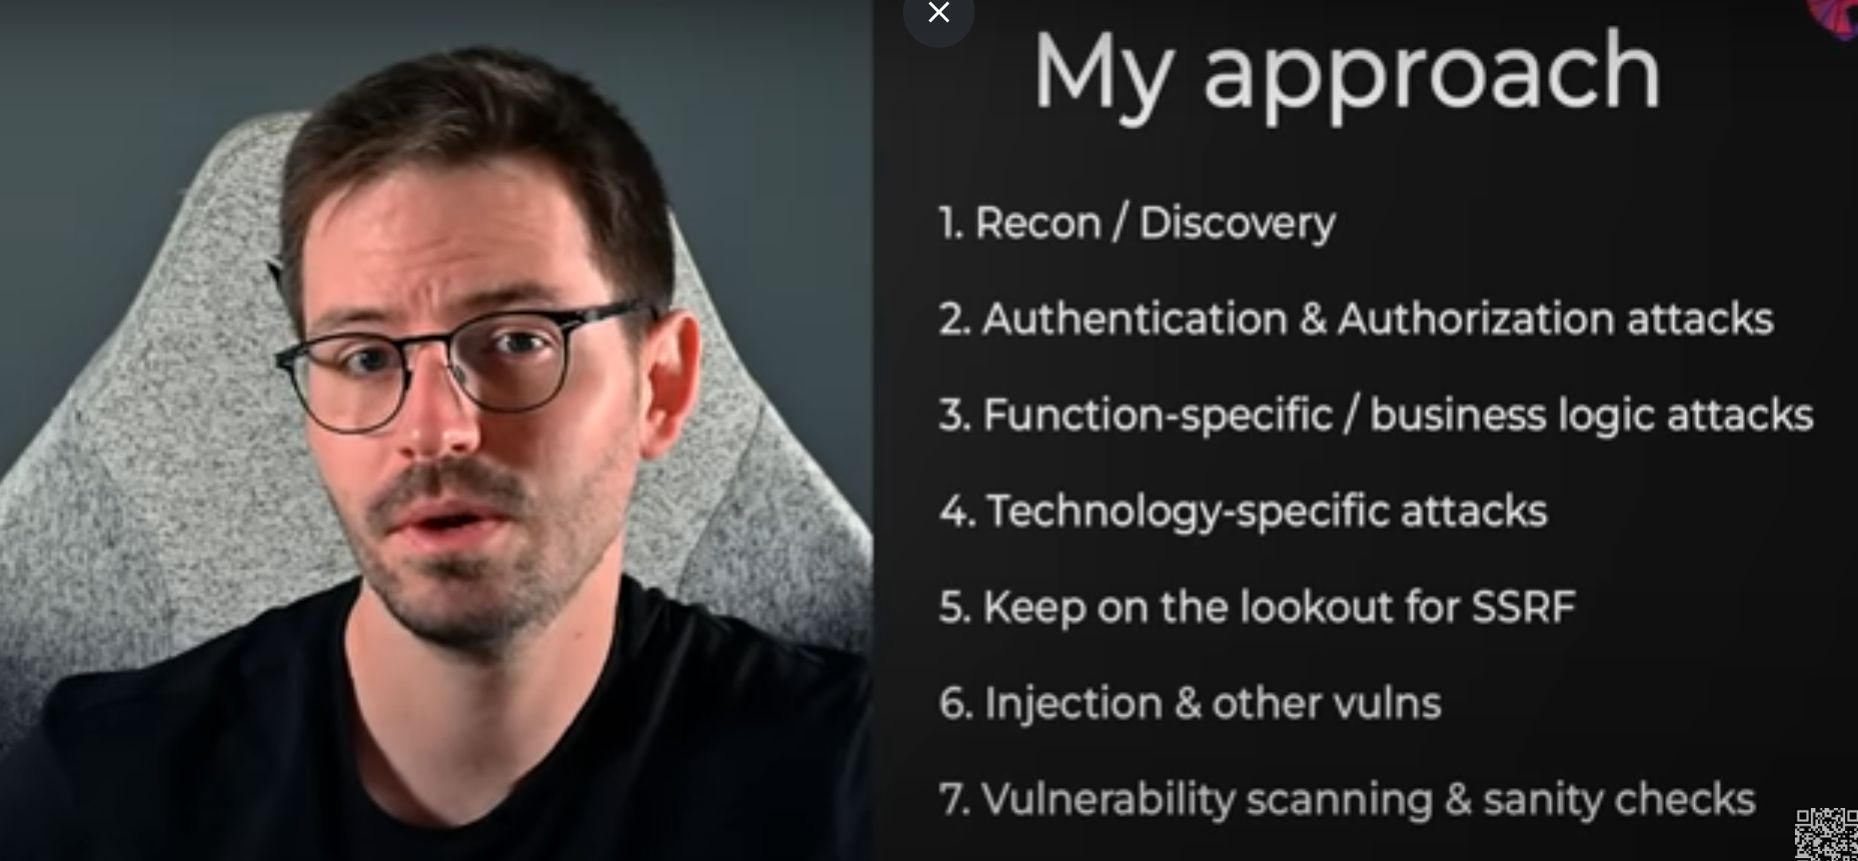 My approach
1. Recon / Discovery
2. Authentication & Authorization attacks
3. Function-specific / business logic attacks
4. Technology-specific attacks
5. Keep on the lookout for SSRF
6. Injection & other vulns
7. Vulnerability scanning & sanity checks